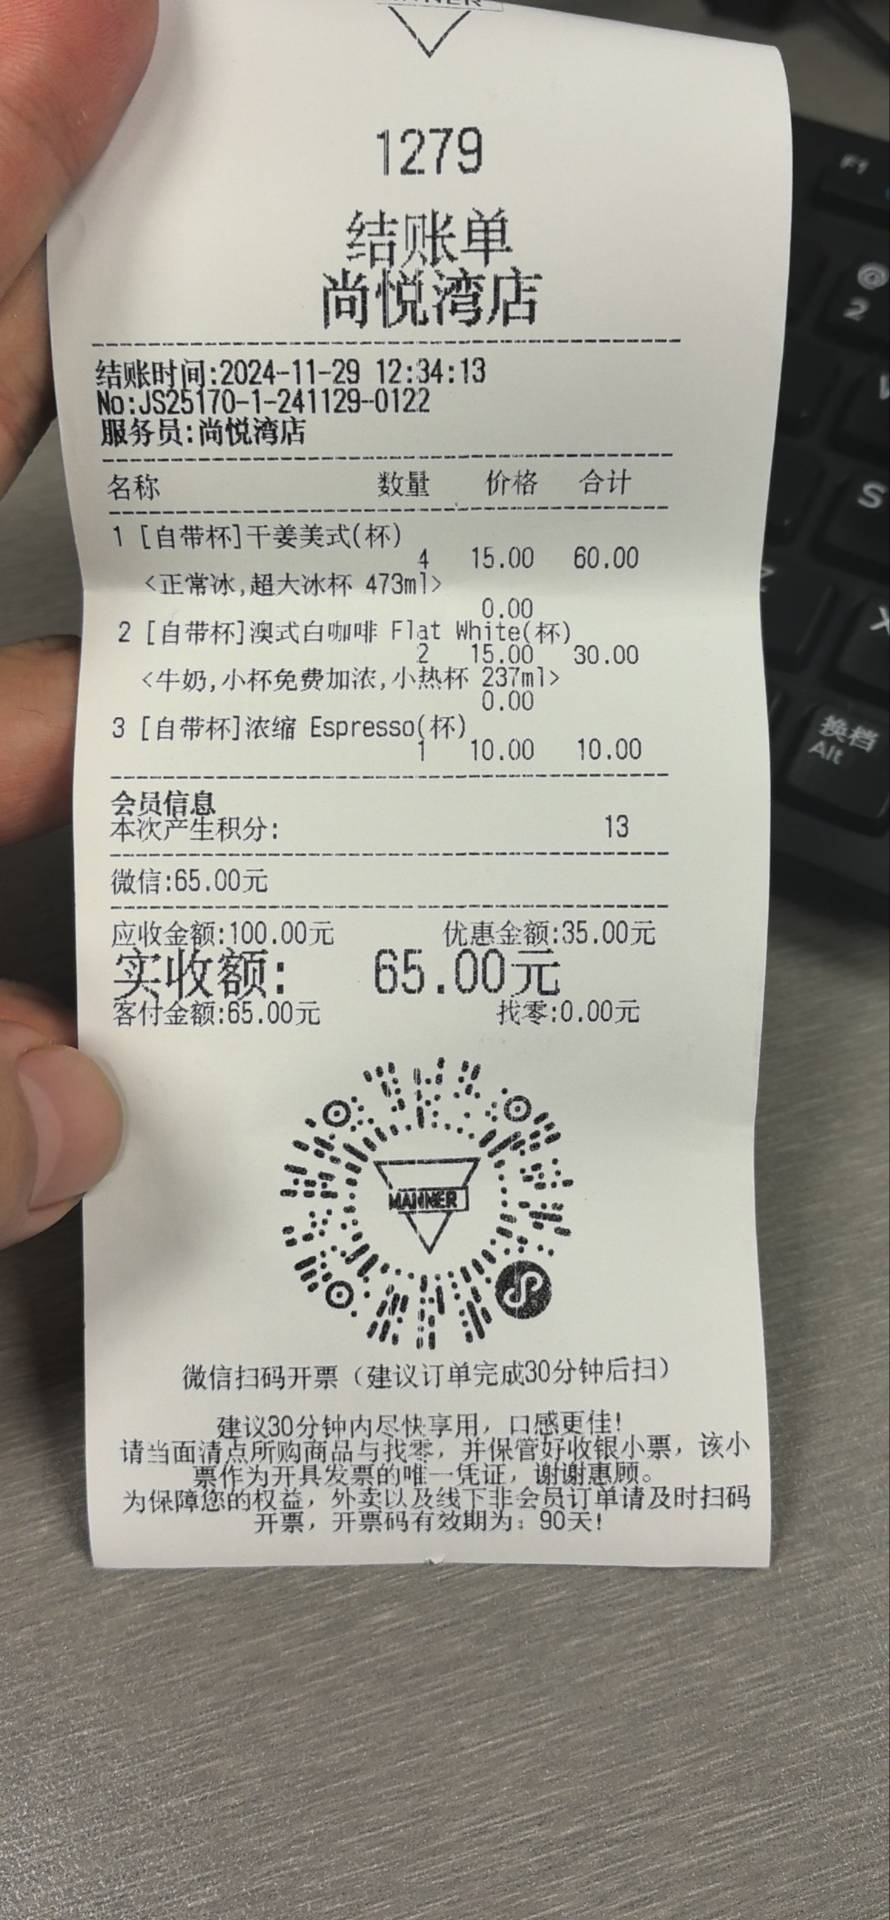 1279
结账单
尚悦湾店
结账时间:2024-11-29 12:34:13
No:JS25170-1-241129-0122
服务员:尚悦湾店
名称 数量 价格 合计
1 [自带杯]干姜美式(杯)
4 15.00 60.00
<正常冰,超大冰杯 473ml>
0.00
2 [自带杯]澳式白咖啡 Flat White(杯)
2 15.00 30.00
<牛奶,小杯免费加浓,小热杯 237ml>
0.00
3 [自带杯]浓缩 Espresso(杯)
1 10.00 10.00
会员信息
本次产生积分: 13
微信:65.00元
应收金额:100.00元 优惠金额:35.00元
实收额: 65.00元
客付金额:65.00元 找零:0.00元
MANNER
微信扫码开票（建议订单完成30分钟后扫）
建议30分钟内尽快享用，口感更佳!
请当面清点所购商品与找零，并保管好收银小票，该小
票作为开具发票的唯一凭证，谢谢惠顾。
为保障您的权益，外卖以及线下非会员订单请及时扫码
开票，开票码有效期为：90天!
F1
@
2
S
Z
X
换档
Alt